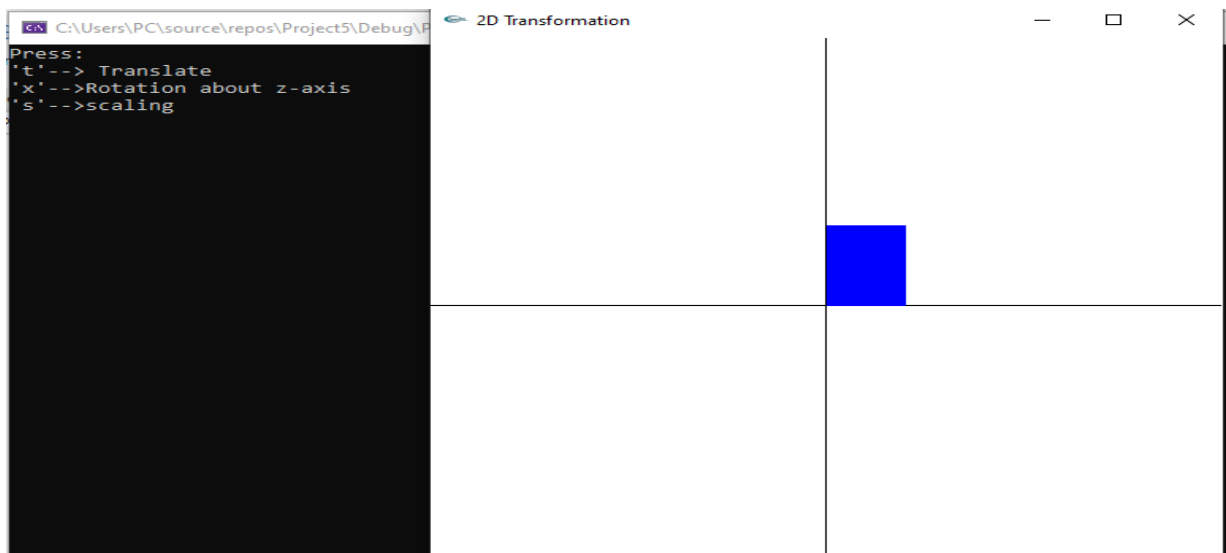 C:\Users\PC\source\repos\Project5\Debug\P
2D Transformation
Press:
't'--> Translate
'x'-->Rotation about z-axis
's'-->scaling